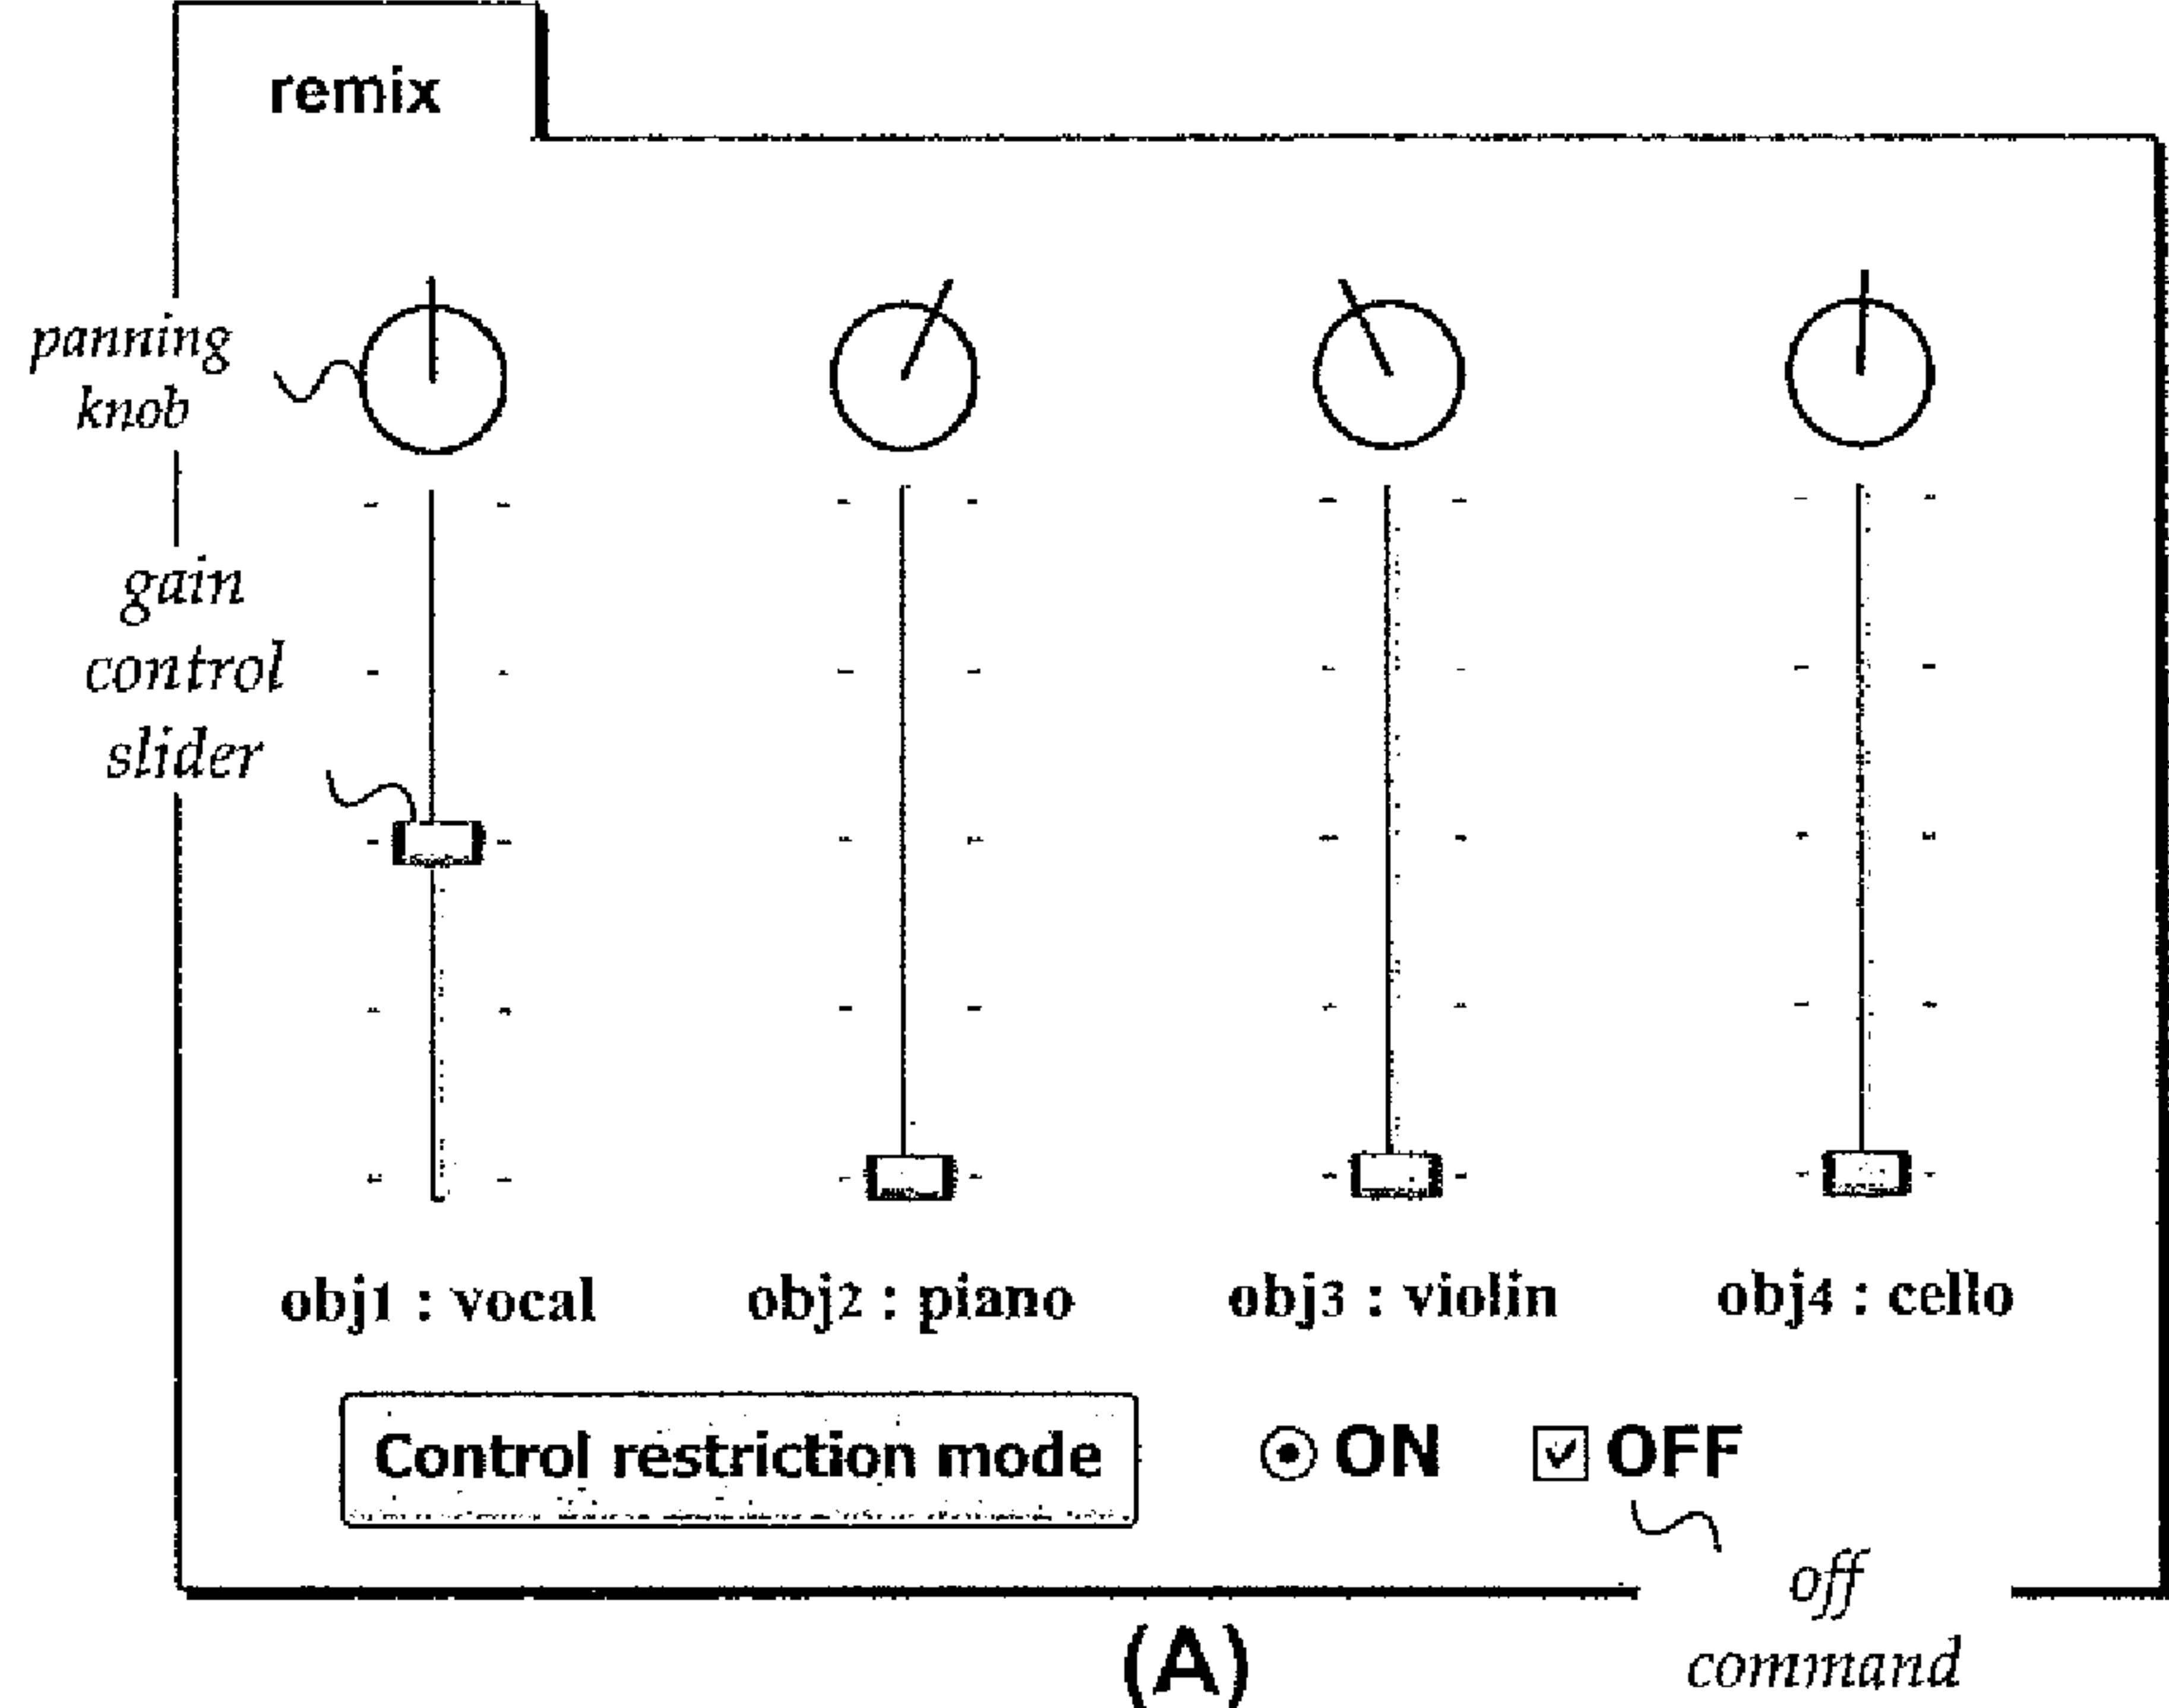 remix
panning
knob
gain
control
slider
obj1 : vocal obj2 : piano obj3 : violin obj4 : cello
Control restriction mode ON OFF
off
command
(A)